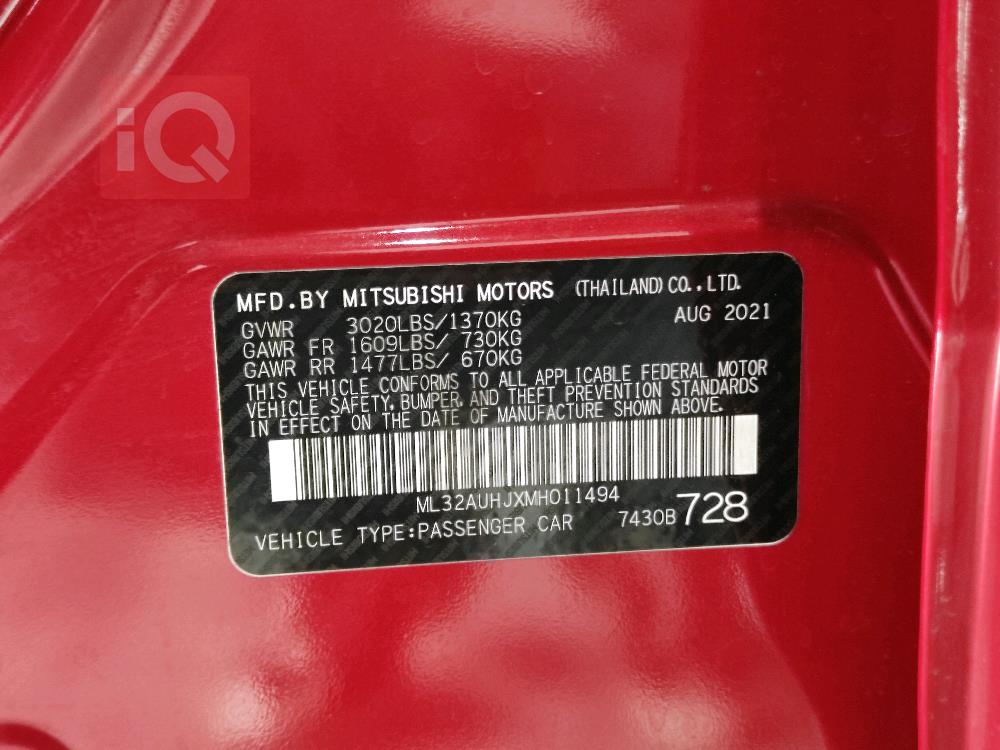 iQ
MFD.BY MITSUBISHI MOTORS (THAILAND) CO.,LTD.
GVWR 3020LBS/1370KG AUG 2021
GAWR FR 1609LBS/ 730KG
GAWR RR 1477LBS/ 670KG
THIS VEHICLE CONFORMS TO ALL APPLICABLE FEDERAL MOTOR
VEHICLE SAFETY, BUMPER, AND THEFT PREVENTION STANDARDS
IN EFFECT ON THE DATE OF MANUFACTURE SHOWN ABOVE.
ML32AUHJXMH011494
VEHICLE TYPE:PASSENGER CAR 7430B 728